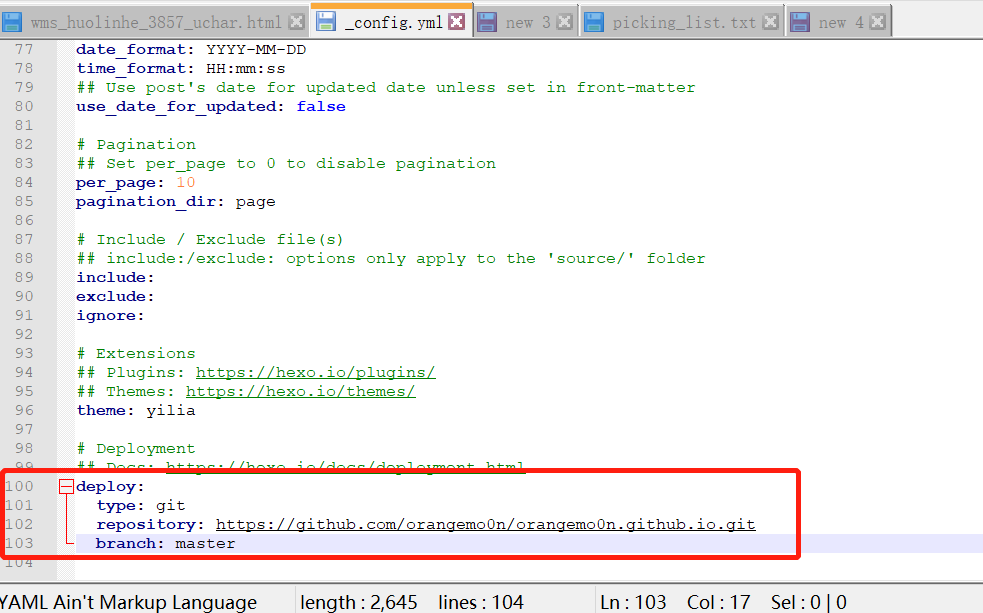 wms_huolinhe_3857_uchar.html _config.yml new 3 picking_list.txt new 4
77 date_format: YYYY-MM-DD
78 time_format: HH:mm:ss
79 ## Use post's date for updated date unless set in front-matter
80 use_date_for_updated: false
81
82 # Pagination
83 ## Set per_page to 0 to disable pagination
84 per_page: 10
85 pagination_dir: page
86
87 # Include / Exclude file(s)
88 ## include:/exclude: options only apply to the 'source/' folder
89 include:
90 exclude:
91 ignore:
92
93 # Extensions
94 ## Plugins: https://hexo.io/plugins/
95 ## Themes: https://hexo.io/themes/
96 theme: yilia
97
98 # Deployment
99 ## Docs: https://hexo.io/docs/deployment.html
100 deploy:
101 type: git
102 repository: https://github.com/orangemo0n/orangemo0n.github.io.git
103 branch: master
104
YAML Ain't Markup Language length : 2,645 lines : 104 Ln : 103 Col : 17 Sel : 0 | 0